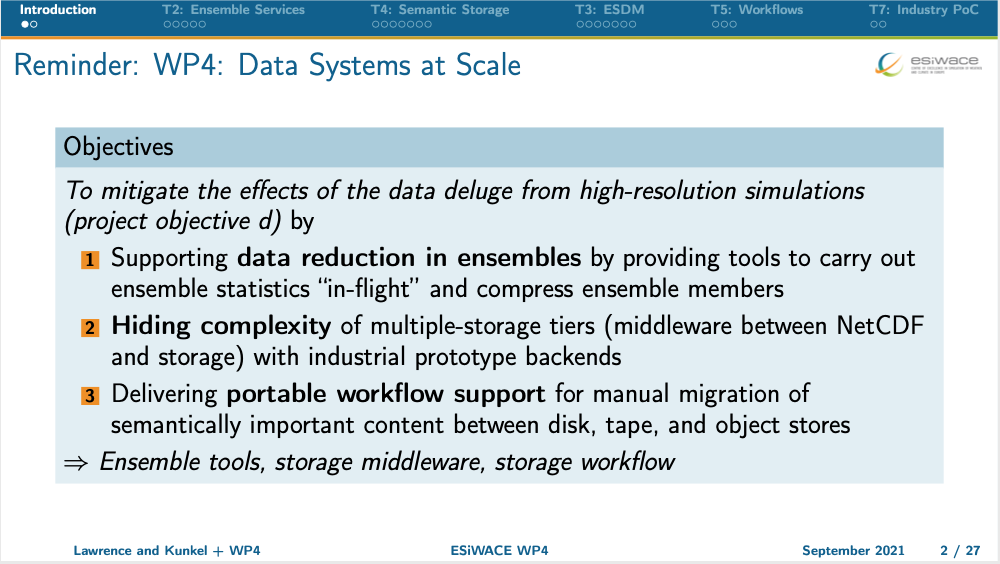 Introduction
T2: Ensemble Services
T4: Semantic Storage
T3: ESDM
T5: Workflows
T7: Industry PoC
Reminder: WP4: Data Systems at Scale
esiwace
Objectives
To mitigate the effects of the data deluge from high-resolution simulations
(project objective d) by
1 Supporting data reduction in ensembles by providing tools to carry out
ensemble statistics “in-flight” and compress ensemble members
2 Hiding complexity of multiple-storage tiers (middleware between NetCDF
and storage) with industrial prototype backends
3 Delivering portable workflow support for manual migration of
semantically important content between disk, tape, and object stores
⇒ Ensemble tools, storage middleware, storage workflow
Lawrence and Kunkel + WP4
ESiWACE WP4
September 2021
2 / 27